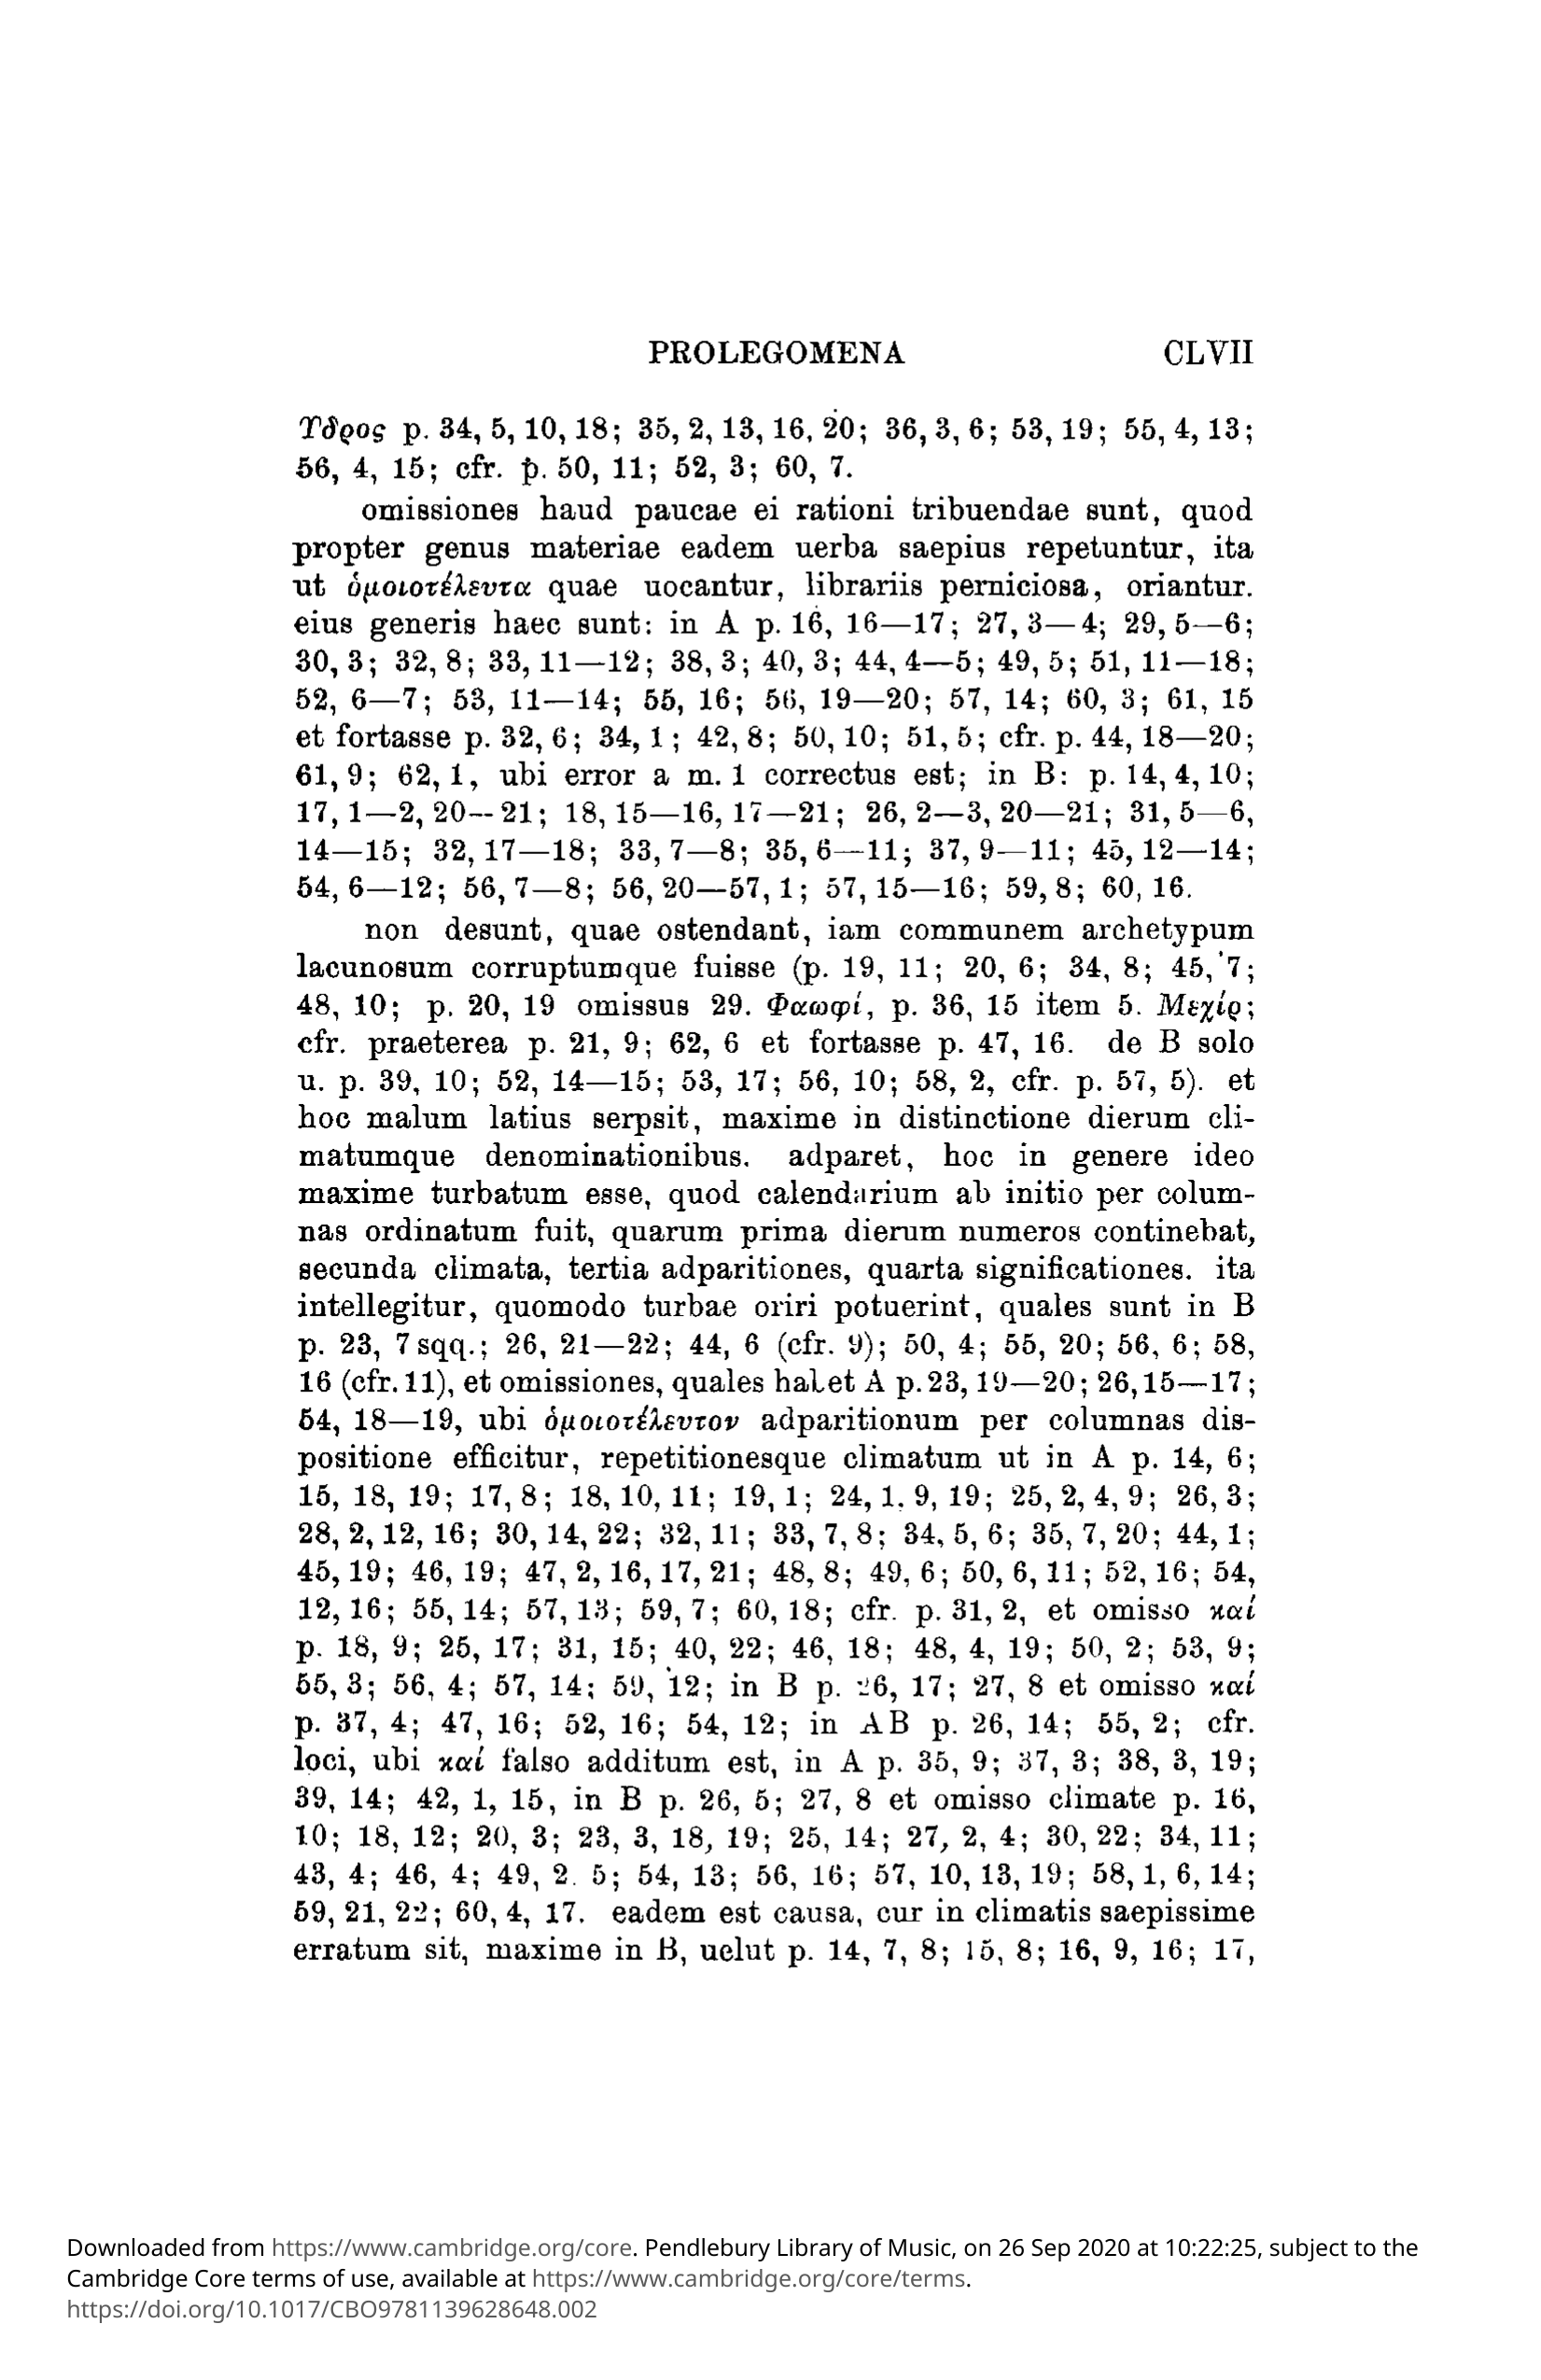 PROLEGOMENA CLVII
Ὕδρος p. 34, 5, 10, 18; 35, 2, 13, 16, 20; 36, 3, 6; 53, 19; 55, 4, 13;
56, 4, 15; cfr. p. 50, 11; 52, 3; 60, 7.
omissiones haud paucae ei rationi tribuendae sunt, quod
propter genus materiae eadem uerba saepius repetuntur, ita
ut ὁμοιοτέλευτα quae uocantur, librariis perniciosa, oriantur.
eius generis haec sunt: in A p. 16, 16—17; 27, 3—4; 29, 5—6;
30, 3; 32, 8; 33, 11—12; 38, 3; 40, 3; 44, 4—5; 49, 5; 51, 11—18;
52, 6—7; 53, 11—14; 55, 16; 56, 19—20; 57, 14; 60, 3; 61, 15
et fortasse p. 32, 6; 34, 1; 42, 8; 50, 10; 51, 5; cfr. p. 44, 18—20;
61, 9; 62, 1, ubi error a m. 1 correctus est; in B: p. 14, 4, 10;
17, 1—2, 20—21; 18, 15—16, 17—21; 26, 2—3, 20—21; 31, 5—6,
14—15; 32, 17—18; 33, 7—8; 35, 6—11; 37, 9—11; 45, 12—14;
54, 6—12; 56, 7—8; 56, 20—57, 1; 57, 15—16; 59, 8; 60, 16.
non desunt, quae ostendant, iam communem archetypum
lacunosum corruptumque fuisse (p. 19, 11; 20, 6; 34, 8; 45, 7;
48, 10; p. 20, 19 omissus 29. Φαωφί, p. 36, 15 item 5. Μεχίρ;
cfr. praeterea p. 21, 9; 62, 6 et fortasse p. 47, 16. de B solo
u. p. 39, 10; 52, 14—15; 53, 17; 56, 10; 58, 2, cfr. p. 57, 5). et
hoc malum latius serpsit, maxime in distinctione dierum cli-
matumque denominationibus. adparet, hoc in genere ideo
maxime turbatum esse, quod calendarium ab initio per colum-
nas ordinatum fuit, quarum prima dierum numeros continebat,
secunda climata, tertia adparitiones, quarta significationes. ita
intellegitur, quomodo turbae oriri potuerint, quales sunt in B
p. 23, 7 sqq.; 26, 21—22; 44, 6 (cfr. 9); 50, 4; 55, 20; 56, 6; 58,
16 (cfr. 11), et omissiones, quales habet A p. 23, 19—20; 26, 15—17;
54, 18—19, ubi ὁμοιοτέλευτον adparitionum per columnas dis-
positione efficitur, repetitionesque climatum ut in A p. 14, 6;
15, 18, 19; 17, 8; 18, 10, 11; 19, 1; 24, 1. 9, 19; 25, 2, 4, 9; 26, 3;
28, 2, 12, 16; 30, 14, 22; 32, 11; 33, 7, 8; 34, 5, 6; 35, 7, 20; 44, 1;
45, 19; 46, 19; 47, 2, 16, 17, 21; 48, 8; 49, 6; 50, 6, 11; 52, 16; 54,
12, 16; 55, 14; 57, 13; 59, 7; 60, 18; cfr. p. 31, 2, et omisso καί
p. 18, 9; 25, 17; 31, 15; 40, 22; 46, 18; 48, 4, 19; 50, 2; 53, 9;
55, 3; 56, 4; 57, 14; 59, 12; in B p. 26, 17; 27, 8 et omisso καί
p. 37, 4; 47, 16; 52, 16; 54, 12; in AB p. 26, 14; 55, 2; cfr.
loci, ubi καί falso additum est, in A p. 35, 9; 37, 3; 38, 3, 19;
39, 14; 42, 1, 15, in B p. 26, 5; 27, 8 et omisso climate p. 16,
10; 18, 12; 20, 3; 23, 3, 18, 19; 25, 14; 27, 2, 4; 30, 22; 34, 11;
43, 4; 46, 4; 49, 2. 5; 54, 13; 56, 16; 57, 10, 13, 19; 58, 1, 6, 14;
59, 21, 22; 60, 4, 17. eadem est causa, cur in climatis saepissime
erratum sit, maxime in B, uelut p. 14, 7, 8; 15, 8; 16, 9, 16; 17,
Downloaded from https://www.cambridge.org/core. Pendlebury Library of Music, on 26 Sep 2020 at 10:22:25, subject to the
Cambridge Core terms of use, available at https://www.cambridge.org/core/terms.
https://doi.org/10.1017/CBO9781139628648.002